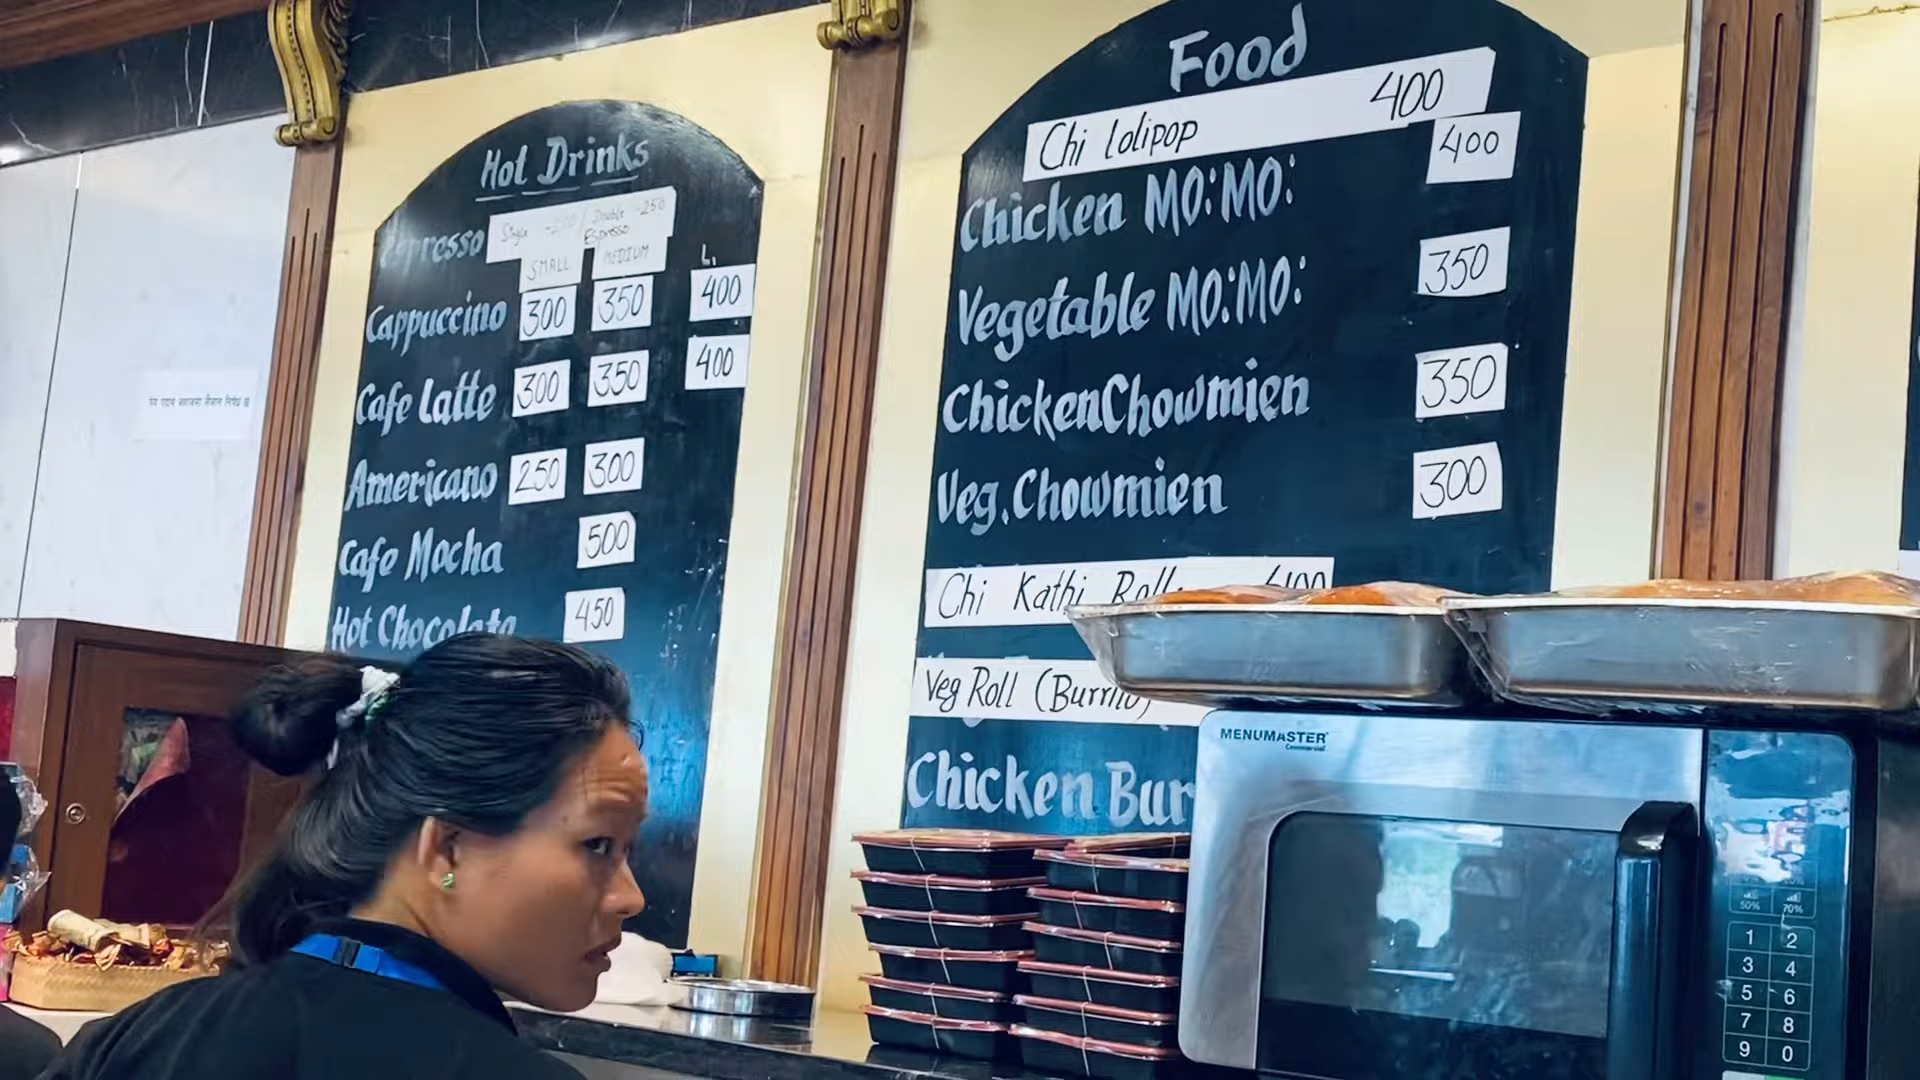 Hot Drinks
Espresso Single Double -250
Espresso
SMALL MEDIUM L.
Cappuccino 300 350 400
Cafe Latte 300 350 400
Americano 250 300
Cafe Mocha 500
Hot Chocolate 450
Food
Chi Lolipop 400
Chicken MO:MO: 400
Vegetable MO:MO: 350
ChickenChowmien 350
Veg.Chowmien 300
Chi Kathi Roll 400
Veg Roll (Burrito)
Chicken Bur
MENUMASTER
Commercial
50% 70%
1 2
3 4
5 6
7 8
9 0